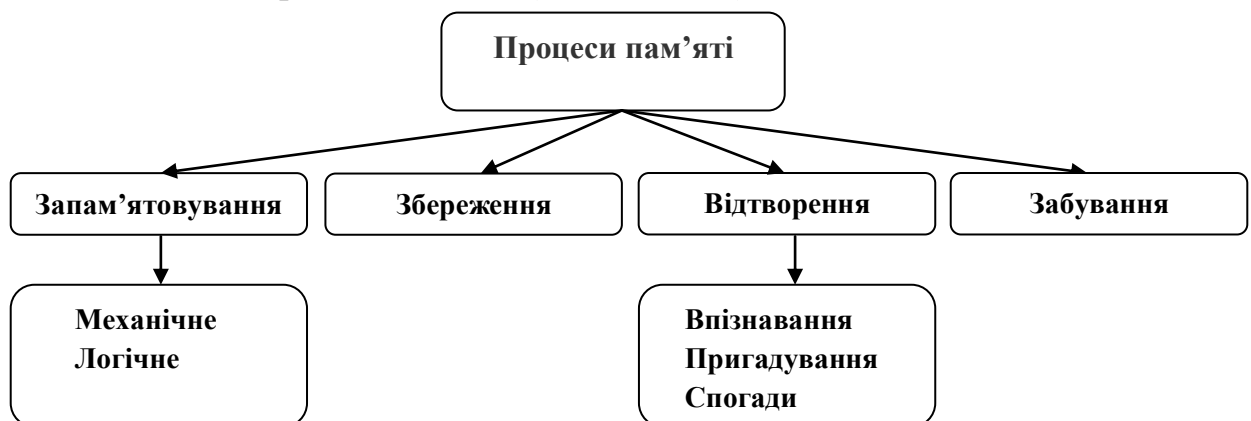 Процеси пам’яті
Запам’ятовування
Збереження
Відтворення
Забування
Механічне
Логічне
Впізнавання
Пригадування
Спогади